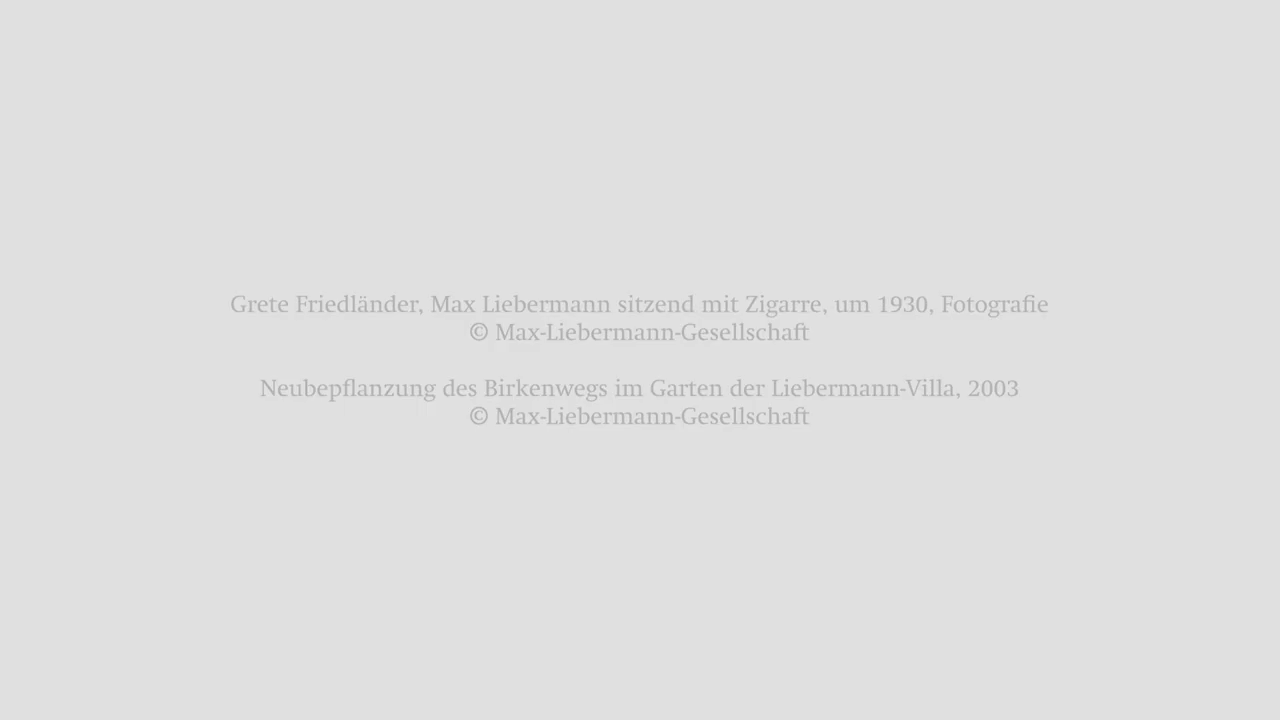 Grete Friedländer, Max Liebermann sitzend mit Zigarre, um 1930, Fotografie
© Max-Liebermann-Gesellschaft
Neubepflanzung des Birkenwegs im Garten der Liebermann-Villa, 2003
© Max-Liebermann-Gesellschaft